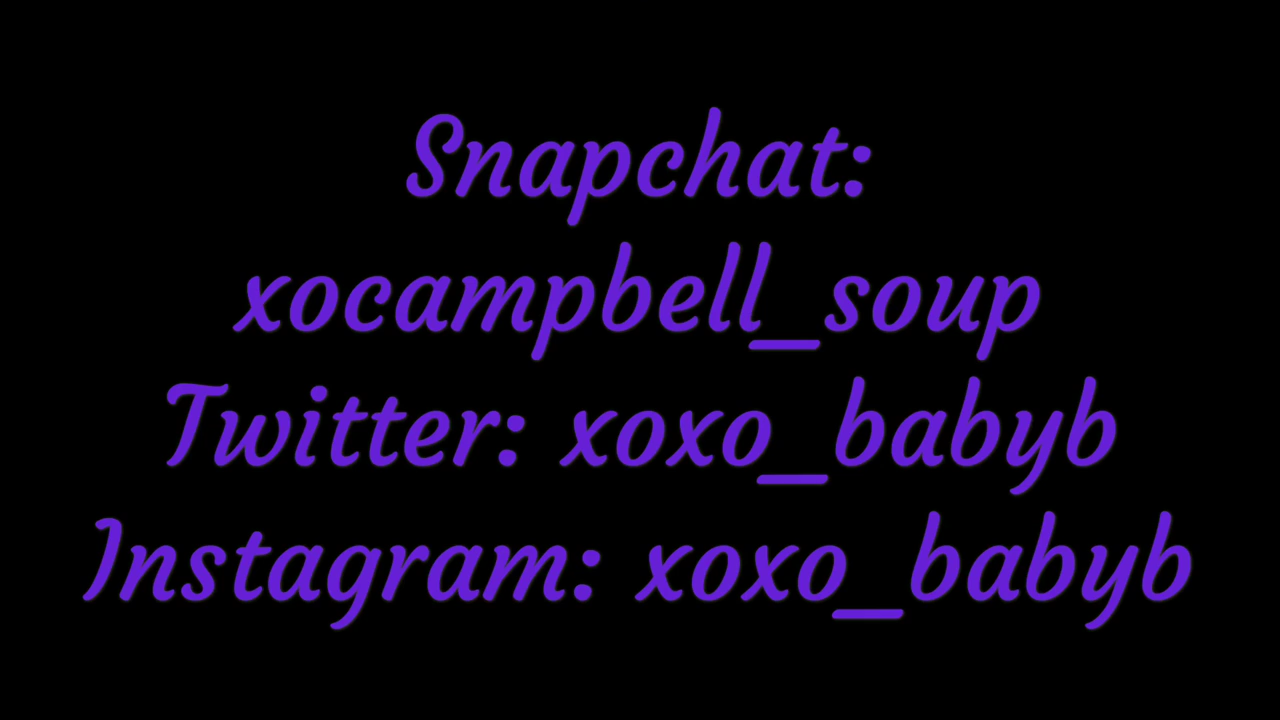 Snapchat:
xocampbell_soup
Twitter: xoxo_babyb
Instagram: xoxo_babyb